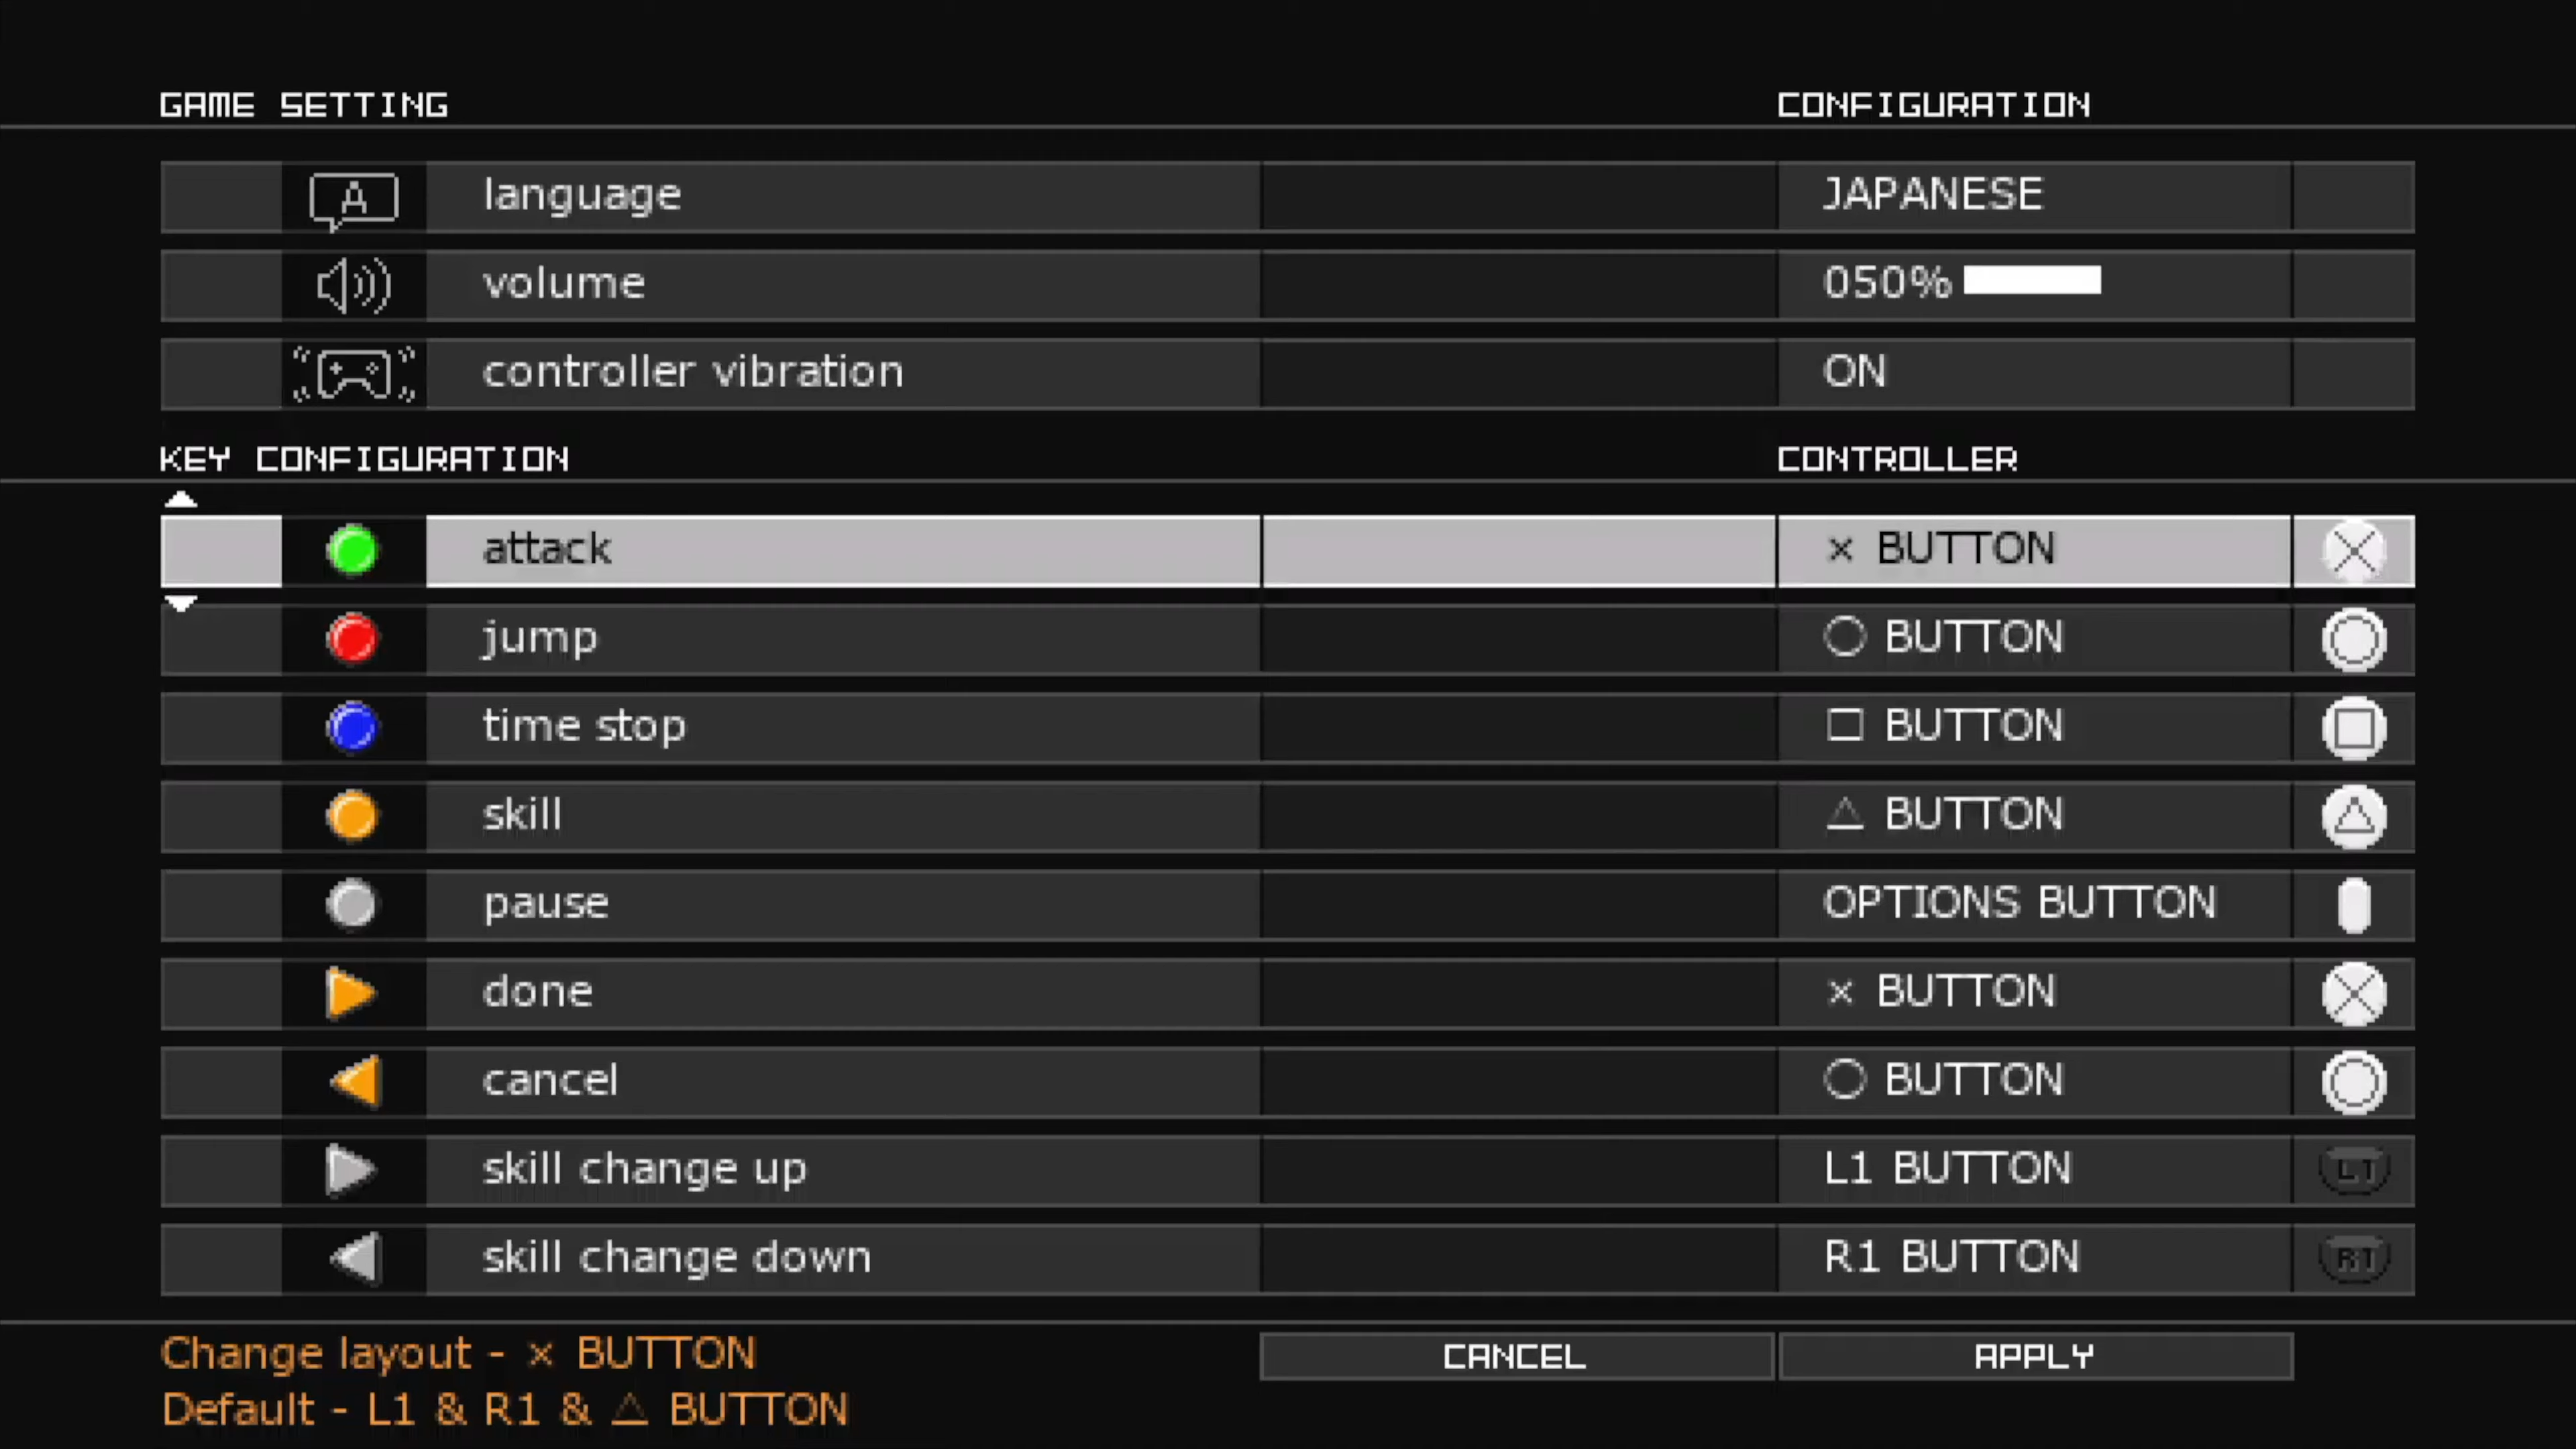 GAME SETTING CONFIGURATION
A language JAPANESE
volume 050%
controller vibration ON
KEY CONFIGURATION CONTROLLER
attack × BUTTON
jump ○ BUTTON
time stop □ BUTTON
skill △ BUTTON
pause OPTIONS BUTTON
done × BUTTON
cancel ○ BUTTON
skill change up L1 BUTTON L1
skill change down R1 BUTTON R1
Change layout - × BUTTON CANCEL APPLY
Default - L1 & R1 & △ BUTTON